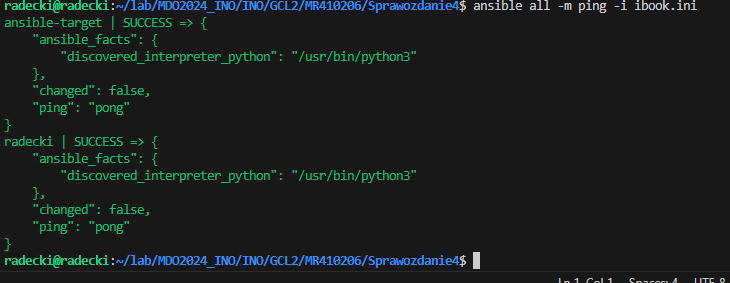 radecki@radecki:~/lab/MDO2024_INO/INO/GCL2/MR410206/Sprawozdanie4$ ansible all -m ping -i ibook.ini
ansible-target | SUCCESS => {
    "ansible_facts": {
        "discovered_interpreter_python": "/usr/bin/python3"
    },
    "changed": false,
    "ping": "pong"
}
radecki | SUCCESS => {
    "ansible_facts": {
        "discovered_interpreter_python": "/usr/bin/python3"
    },
    "changed": false,
    "ping": "pong"
}
radecki@radecki:~/lab/MDO2024_INO/INO/GCL2/MR410206/Sprawozdanie4$
Ln 1, Col 1 Spaces: 4 UTF-8